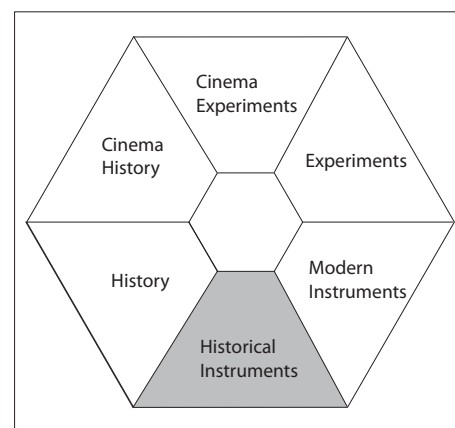 Cinema
Experiments
Cinema
History
Experiments
History
Modern
Instruments
Historical
Instruments